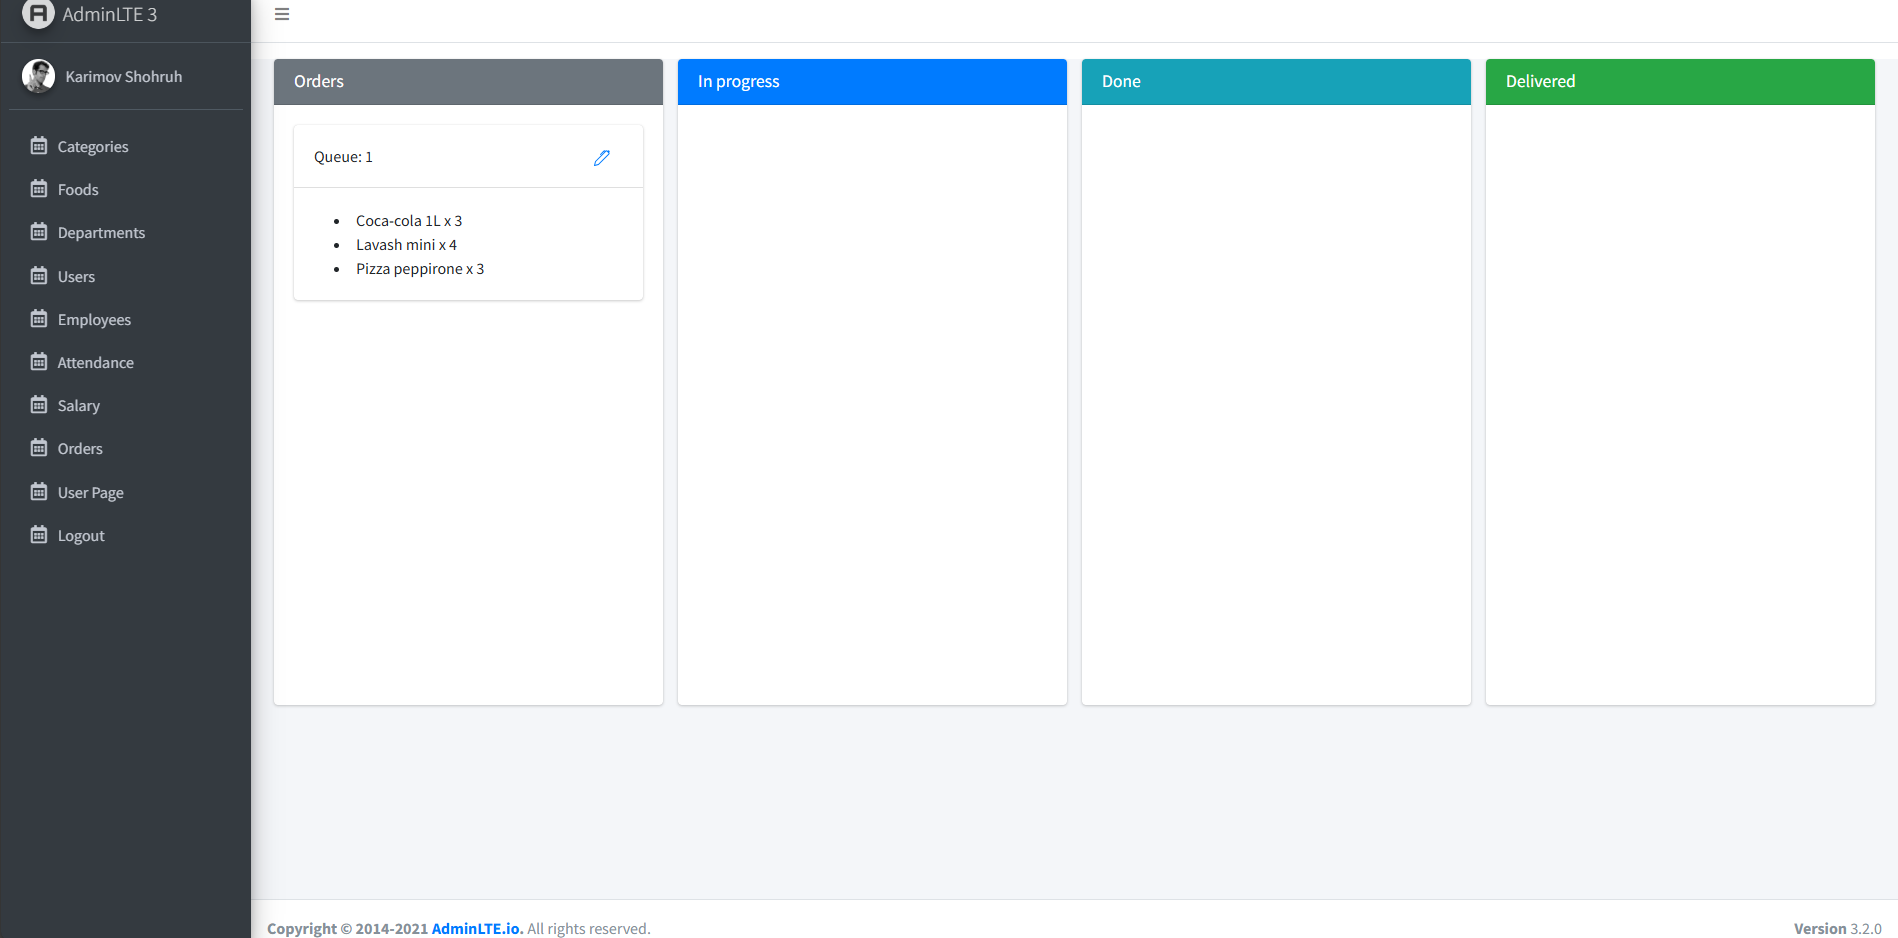 AdminLTE 3
Karimov Shohruh
Categories
Foods
Departments
Users
Employees
Attendance
Salary
Orders
User Page
Logout
Orders
Queue: 1
Coca-cola 1L x 3
Lavash mini x 4
Pizza peppirone x 3
In progress
Done
Delivered
Copyright © 2014-2021 AdminLTE.io. All rights reserved.
Version 3.2.0